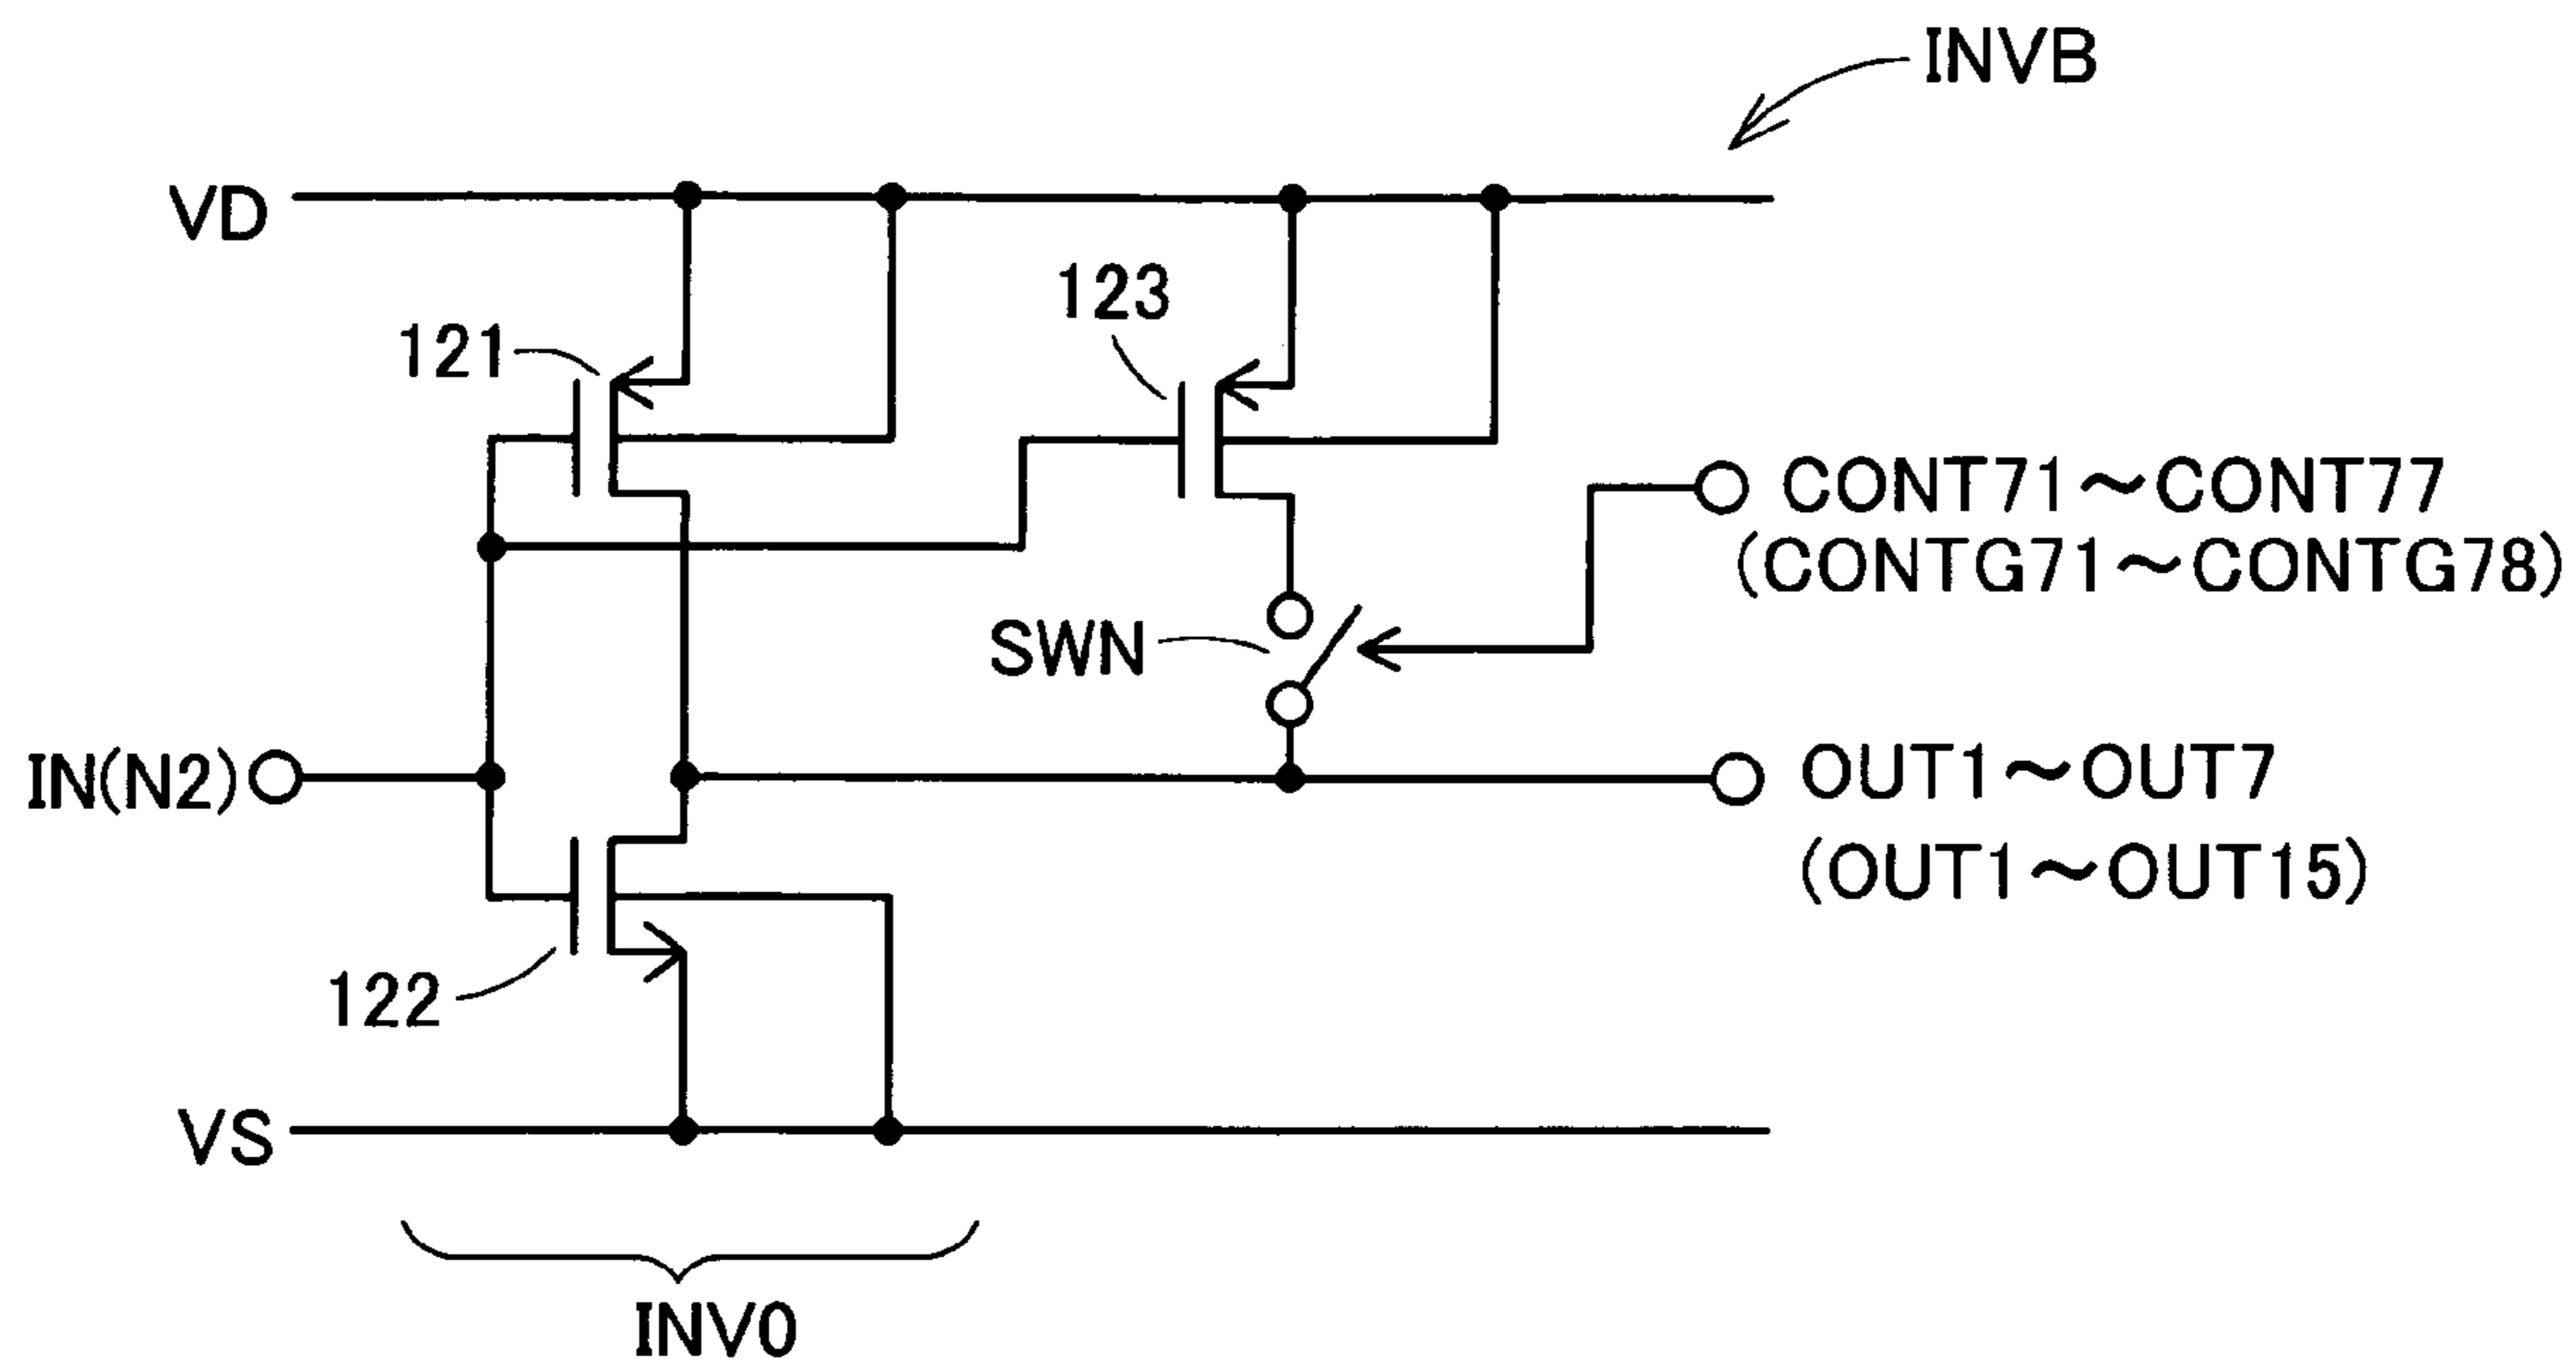 INVB
VD
123
121
CONT71～CONT77
(CONTG71～CONTG78)
SWN
IN(N2)
OUT1～OUT7
(OUT1～OUT15)
122
VS
INV0